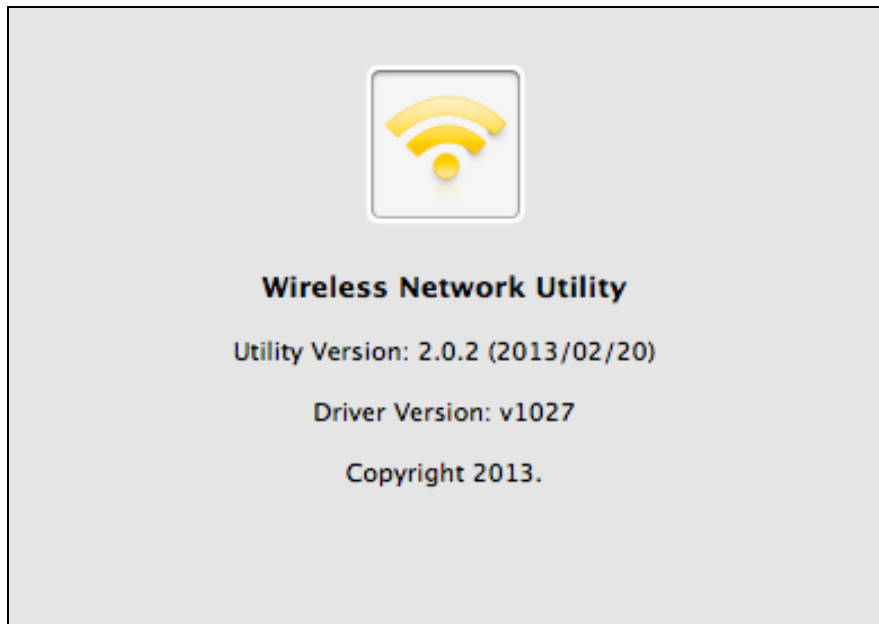 Wireless Network Utility
Utility Version: 2.0.2 (2013/02/20)
Driver Version: v1027
Copyright 2013.